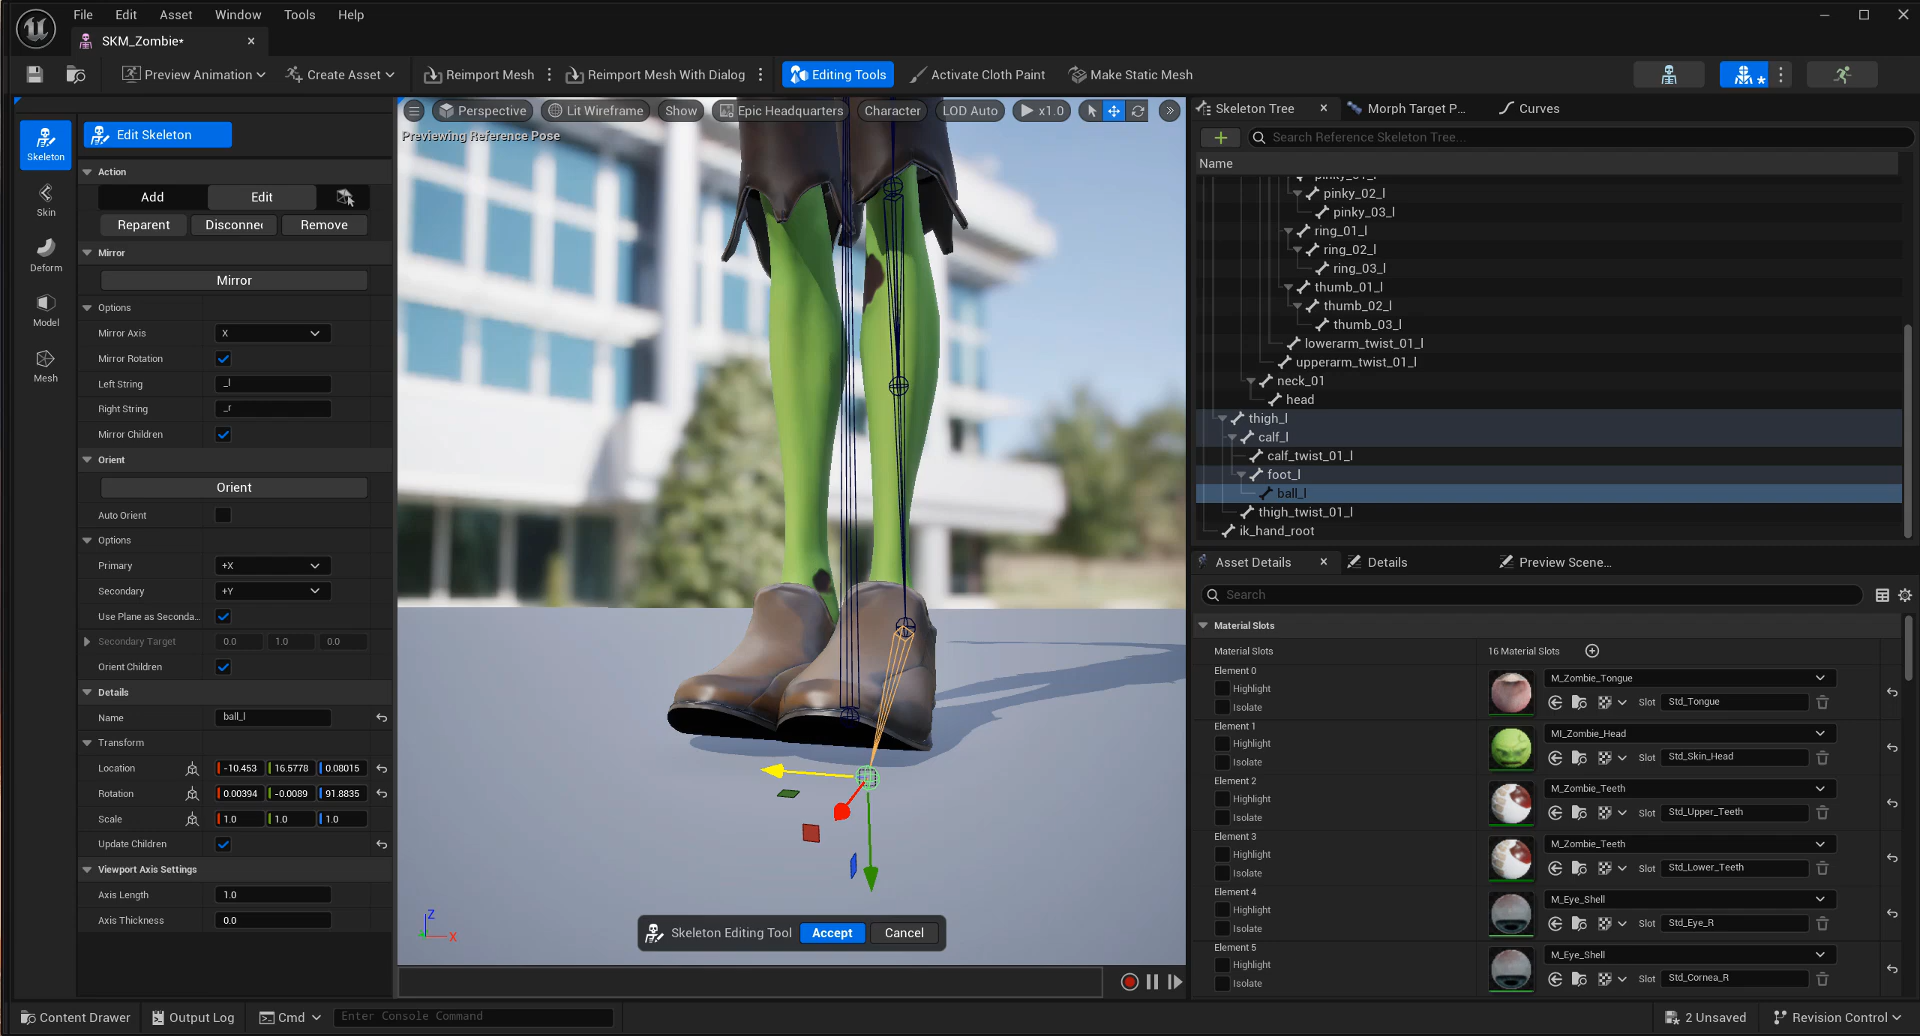 File Edit Asset Window Tools Help
SKM_Zombie*
Preview Animation Create Asset Reimport Mesh Reimport Mesh With Dialog Editing Tools Activate Cloth Paint Make Static Mesh
Skeleton
Skin
Deform
Model
Mesh
Edit Skeleton
Action
Add Edit
Reparent Disconnec Remove
Mirror
Mirror
Options
Mirror Axis X
Mirror Rotation
Left String _l
Right String _r
Mirror Children
Orient
Orient
Auto Orient
Options
Primary +X
Secondary +Y
Use Plane as Seconda...
Secondary Target 0.0 1.0 0.0
Orient Children
Details
Name ball_l
Transform
Location -10.453 16.5778 0.08015
Rotation 0.00394 -0.0089 91.8835
Scale 1.0 1.0 1.0
Update Children
Viewport Axis Settings
Axis Length 1.0
Axis Thickness 0.0
Perspective Lit Wireframe Show Epic Headquarters Character LOD Auto x1.0
Previewing Reference Pose
Z
X
Skeleton Editing Tool Accept Cancel
Skeleton Tree Morph Target P... Curves
Search Reference Skeleton Tree...
Name
pinky_01_l
pinky_02_l
pinky_03_l
ring_01_l
ring_02_l
ring_03_l
thumb_01_l
thumb_02_l
thumb_03_l
lowerarm_twist_01_l
upperarm_twist_01_l
neck_01
head
thigh_l
calf_l
calf_twist_01_l
foot_l
ball_l
thigh_twist_01_l
ik_hand_root
Asset Details Details Preview Scene...
Search
Material Slots
Material Slots 16 Material Slots
Element 0
Highlight
Isolate
M_Zombie_Tongue
Slot Std_Tongue
Element 1
Highlight
Isolate
MI_Zombie_Head
Slot Std_Skin_Head
Element 2
Highlight
Isolate
M_Zombie_Teeth
Slot Std_Upper_Teeth
Element 3
Highlight
Isolate
M_Zombie_Teeth
Slot Std_Lower_Teeth
Element 4
Highlight
Isolate
M_Eye_Shell
Slot Std_Eye_R
Element 5
Highlight
Isolate
M_Eye_Shell
Slot Std_Cornea_R
Content Drawer Output Log Cmd Enter Console Command 2 Unsaved Revision Control